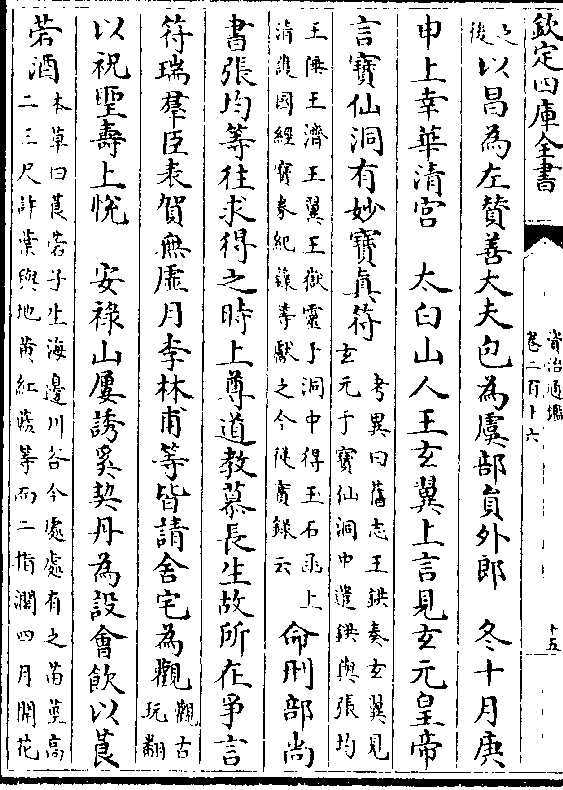 欽定四庫全書
資治通鑑
卷二百十六
十五
之
後
以昌為左贊善大夫包為虞部員外郎　冬十月庚
申上幸華清宮　太白山人王玄翼上言見玄元皇帝
言寶仙洞有妙寶真符
考異曰舊志王鉷奏玄翼見
玄元于寶仙洞中遣鉷與張均
王倕王濟王翼王嶽靈于洞中得玉石函上
清護國經寶券紀籙等獻之今從實錄云
命刑部尚
書張均等往求得之時上尊道教慕長生故所在爭言
符瑞羣臣表賀無虛月李林甫等皆請舍宅為觀
觀古
玩翻
以祝聖壽上悅　安祿山屢誘奚契丹為設會飲以莨
菪酒
本草曰莨菪子生海邊川谷今處處有之苗莖高
二三尺許葉與地黄紅藍等而二指濶四月開花